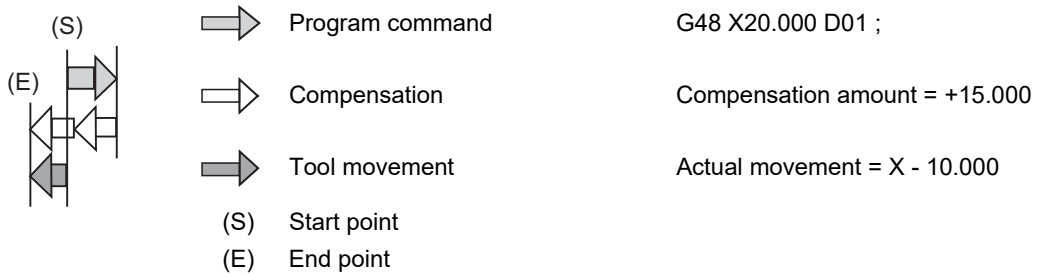 (S)
(E)
Program command G48 X20.000 D01 ;
Compensation Compensation amount = +15.000
Tool movement Actual movement = X - 10.000
(S) Start point
(E) End point